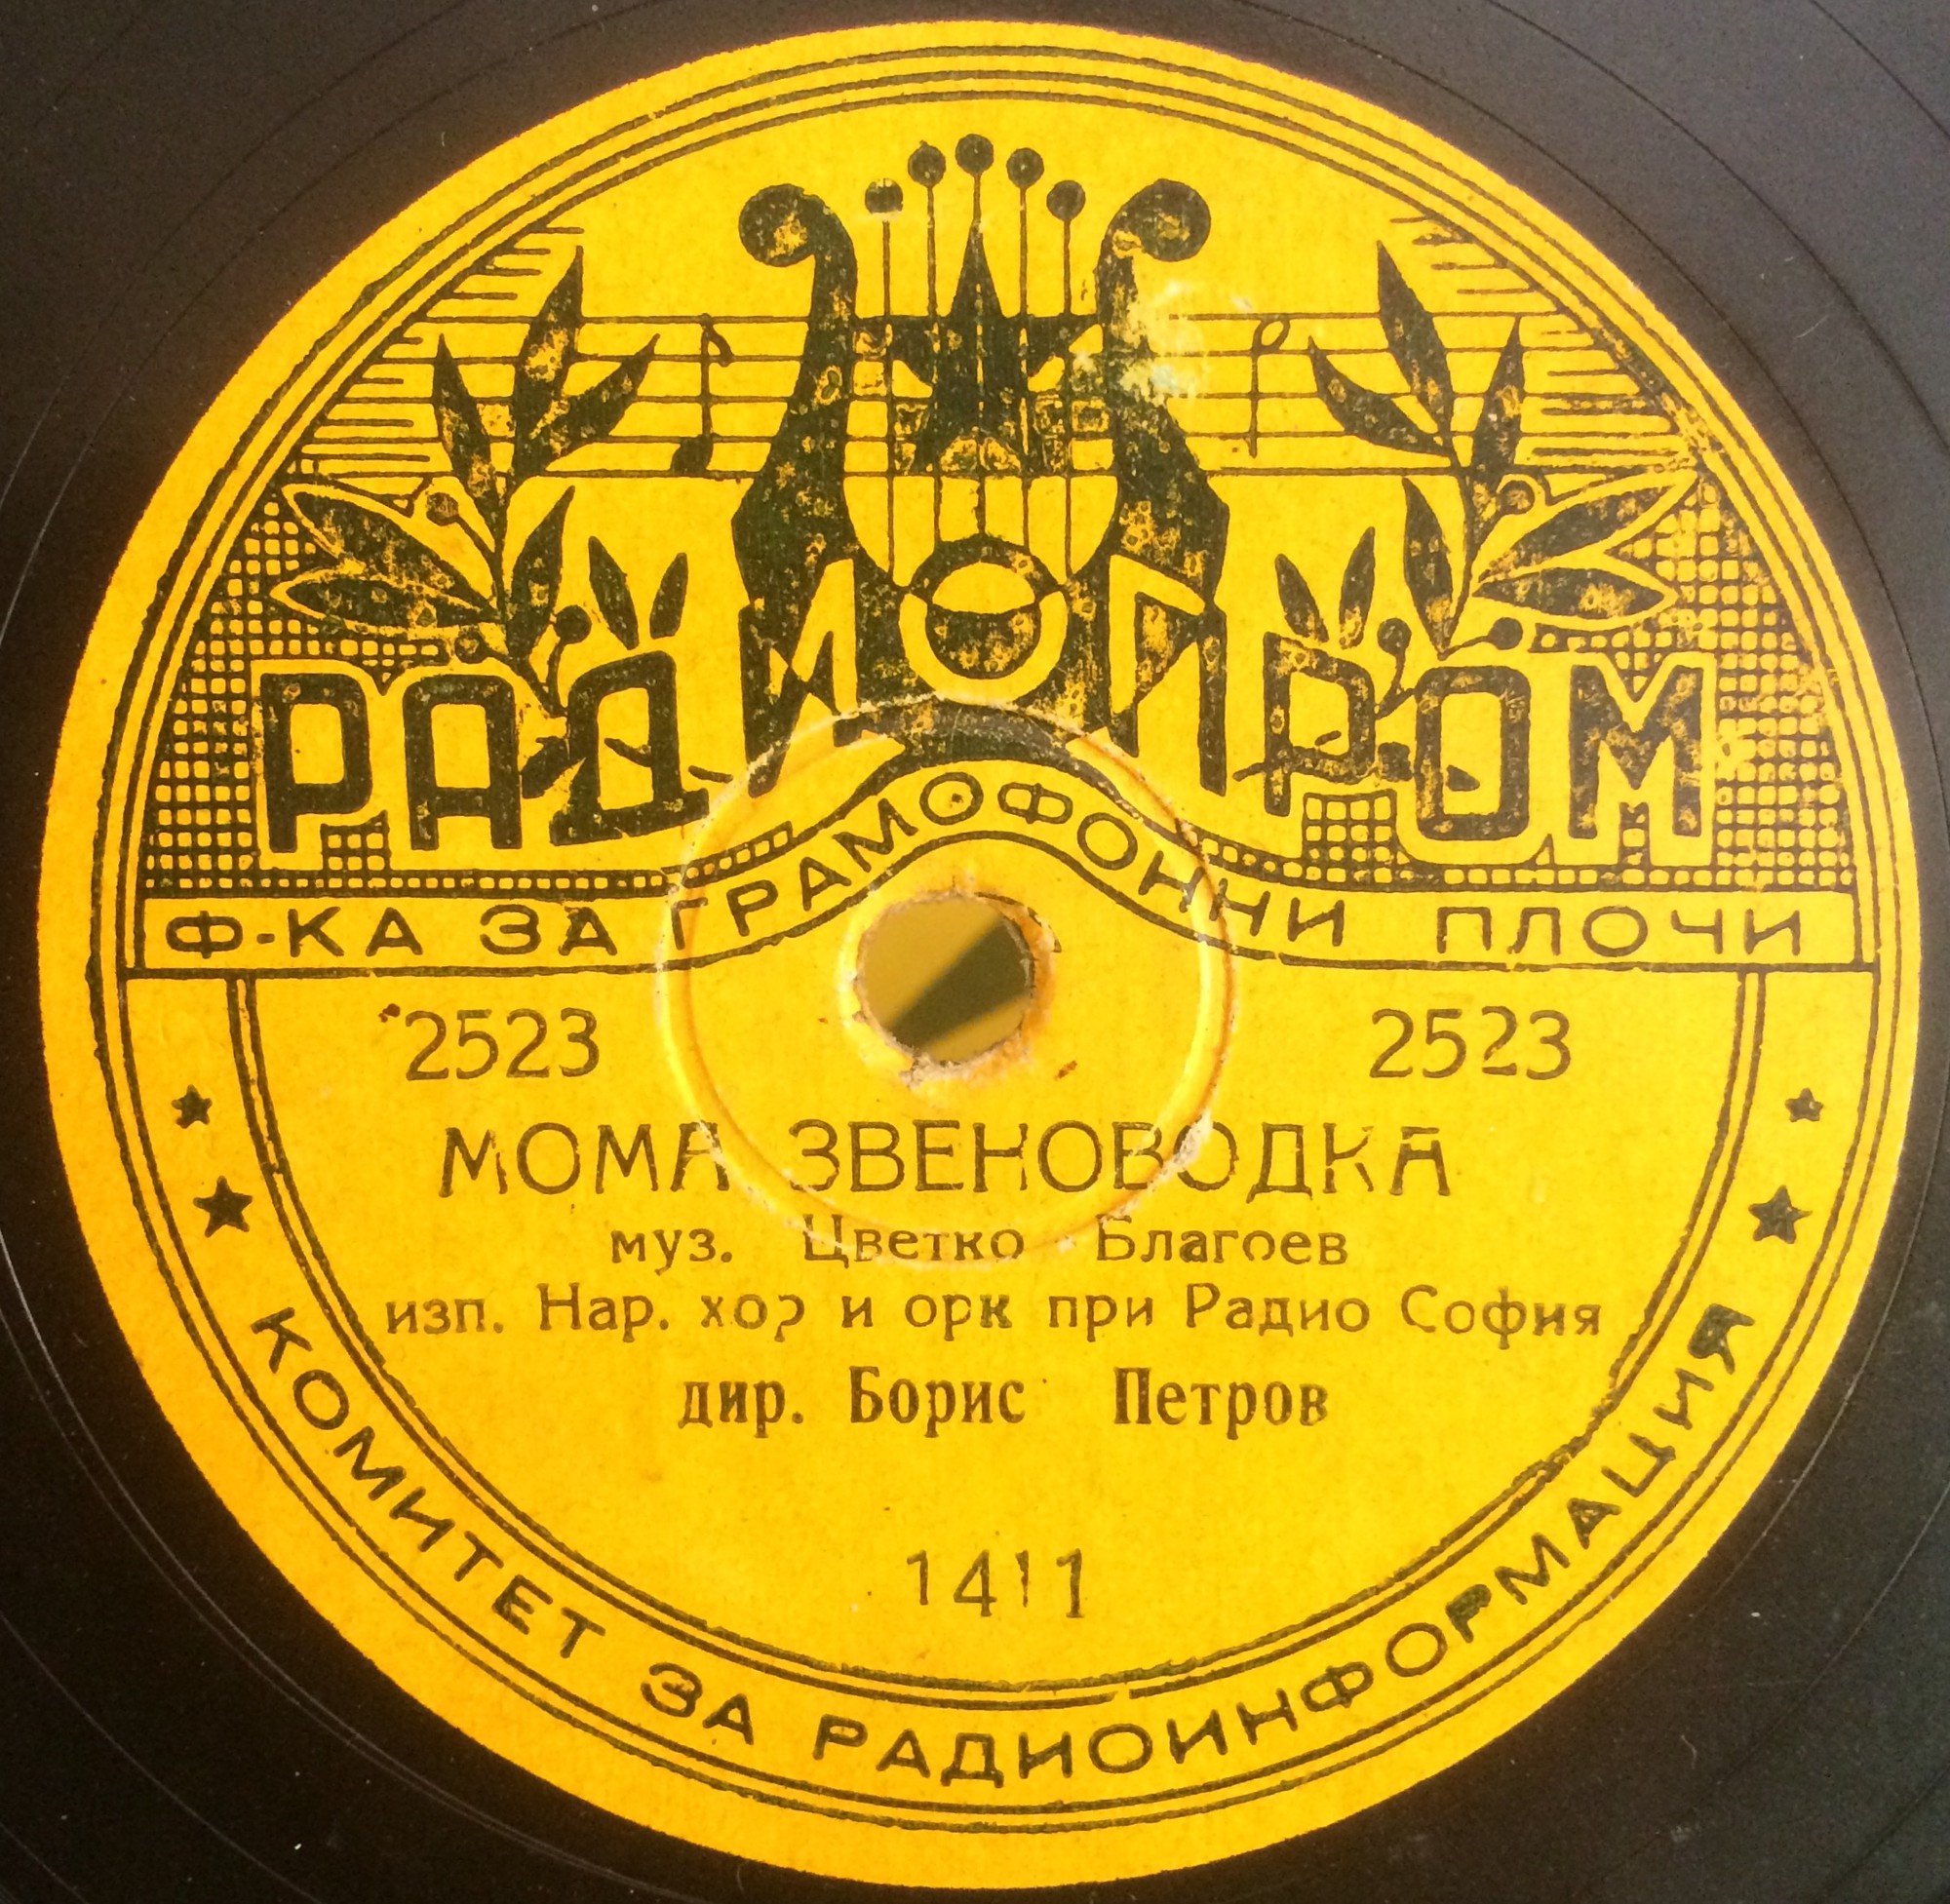 РАДИОПРОМ
Ф-КА ЗА ГРАМОФОННИ ПЛОЧИ
2523 2523
МОМА ЗВЕНОВОДКА
муз. Цветко Благоев
изп. Нар. хор и орк при Радио София
дир. Борис Петров
1411
КОМИТЕТ ЗА РАДИОИНФОРМАЦИЯ